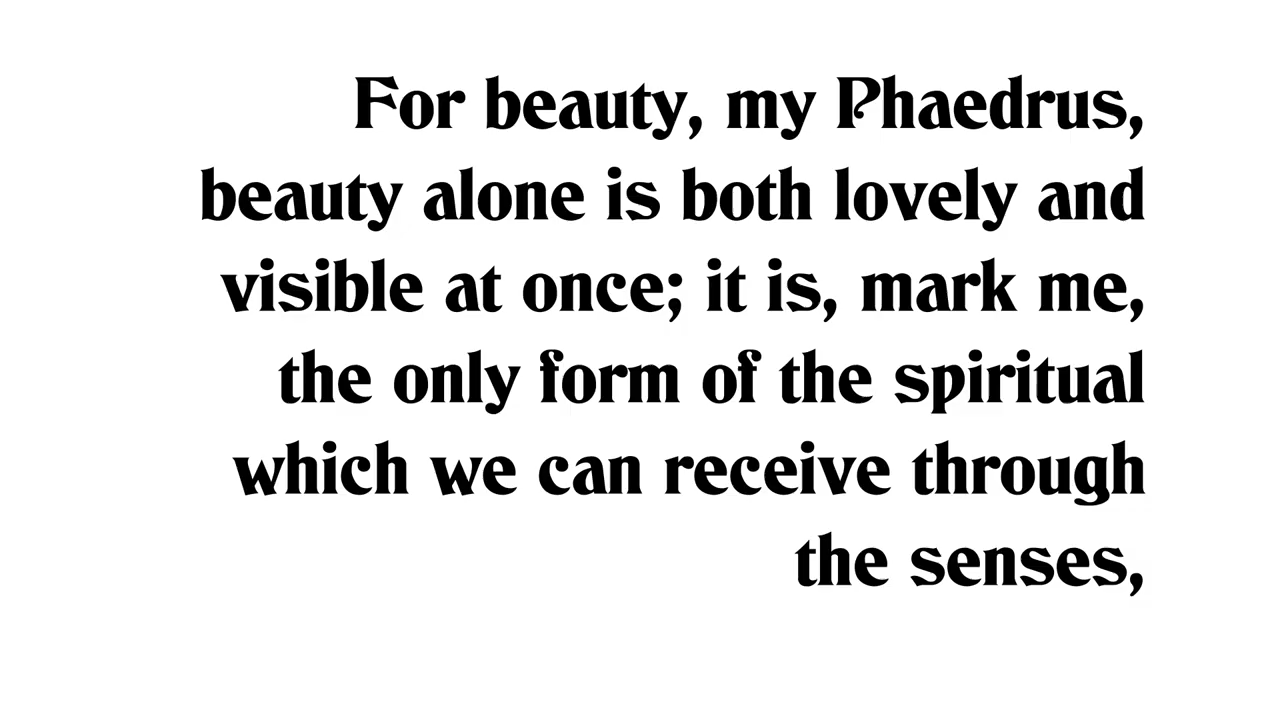 For beauty, my Phaedrus,
beauty alone is both lovely and
visible at once; it is, mark me,
the only form of the spiritual
which we can receive through
the senses,